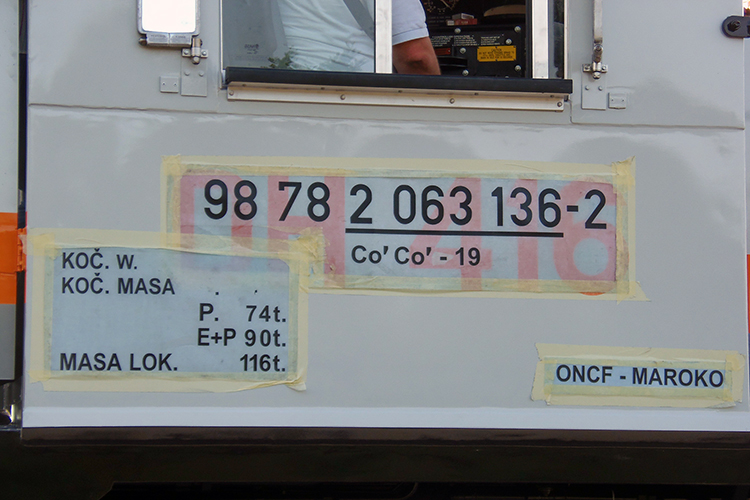 98 78 2 063 136-2
Co’ Co’ - 19
KOČ. W.
KOČ. MASA . .
P. 74t.
E+P 90t.
MASA LOK. 116t.
ONCF - MAROKO